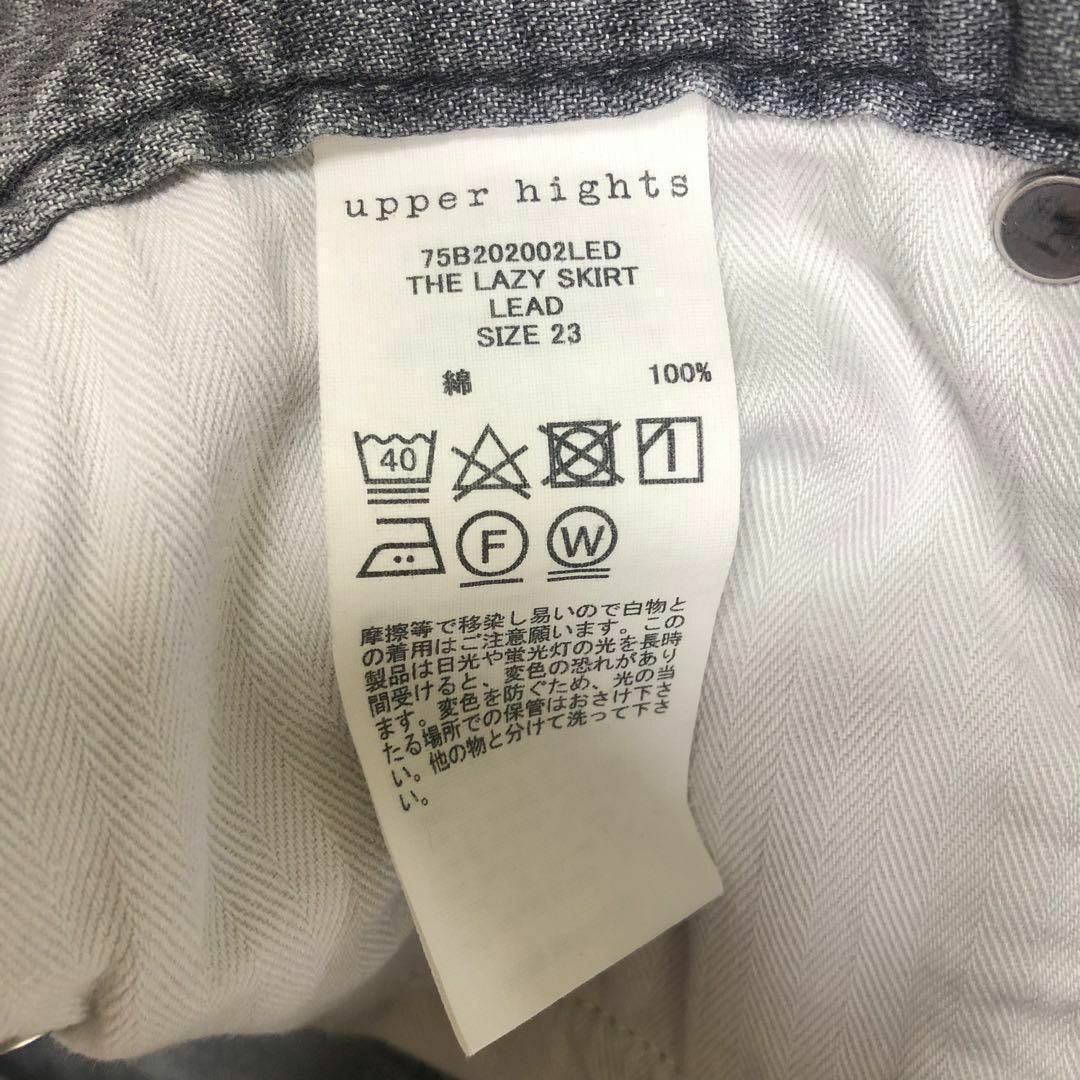 upper hights
75B202002LED
THE LAZY SKIRT
LEAD
SIZE 23
綿 100%
40
F W
摩擦等で移染し易いので白物と
の着用はご注意願います。この
製品は日光や蛍光灯の光を長時
間受けると、変色の恐れがあり
ます。変色を防ぐため、光の当
たる場所での保管はおさけ下さ
い。他の物と分けて洗って下さ
い。